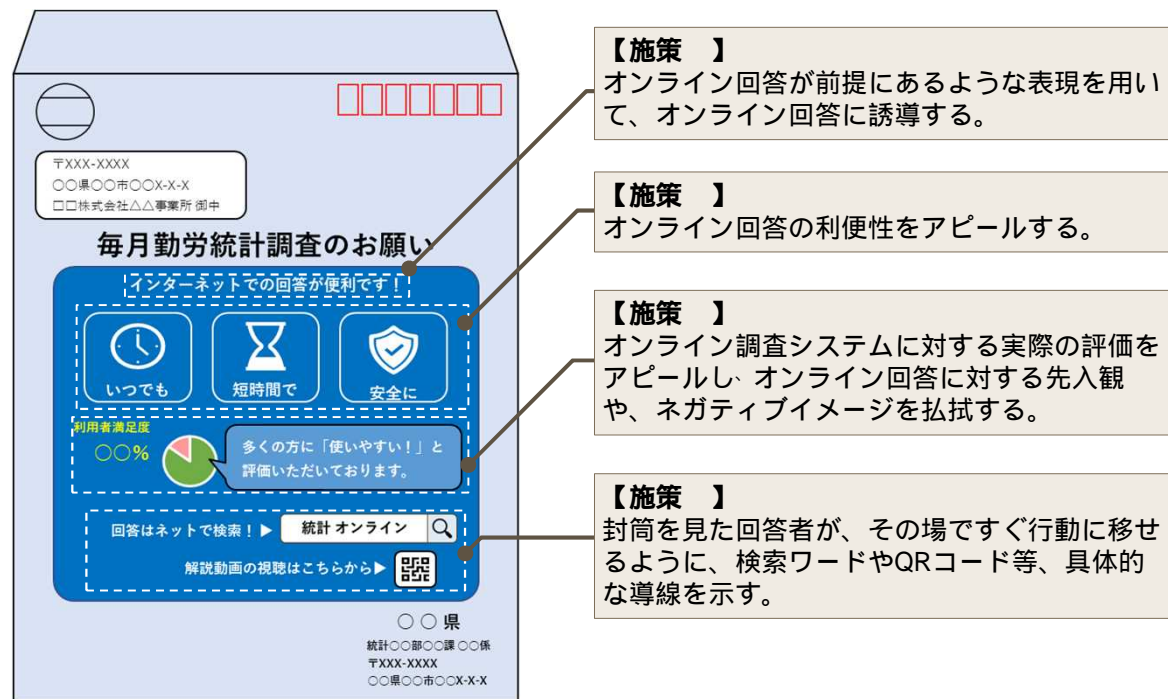 〒XXX-XXXX
○○県○○市○○X-X-X
□□株式会社△△事業所 御中
毎月勤労統計調査のお願い
インターネットでの回答が便利です！
いつでも
短時間で
安全に
利用者満足度
○○%
多くの方に「使いやすい！」と
評価いただいております。
回答はネットで検索！▶
統計 オンライン
解説動画の視聴はこちらから▶
○○県
統計○○部○○課○○係
〒XXX-XXXX
○○県○○市○○X-X-X
【施策　】
オンライン回答が前提にあるような表現を用い
て、オンライン回答に誘導する。
【施策　】
オンライン回答の利便性をアピールする。
【施策　】
オンライン調査システムに対する実際の評価を
アピールし、オンライン回答に対する先入観
や、ネガティブイメージを払拭する。
【施策　】
封筒を見た回答者が、その場ですぐ行動に移せ
るように、検索ワードやQRコード等、具体的
な導線を示す。